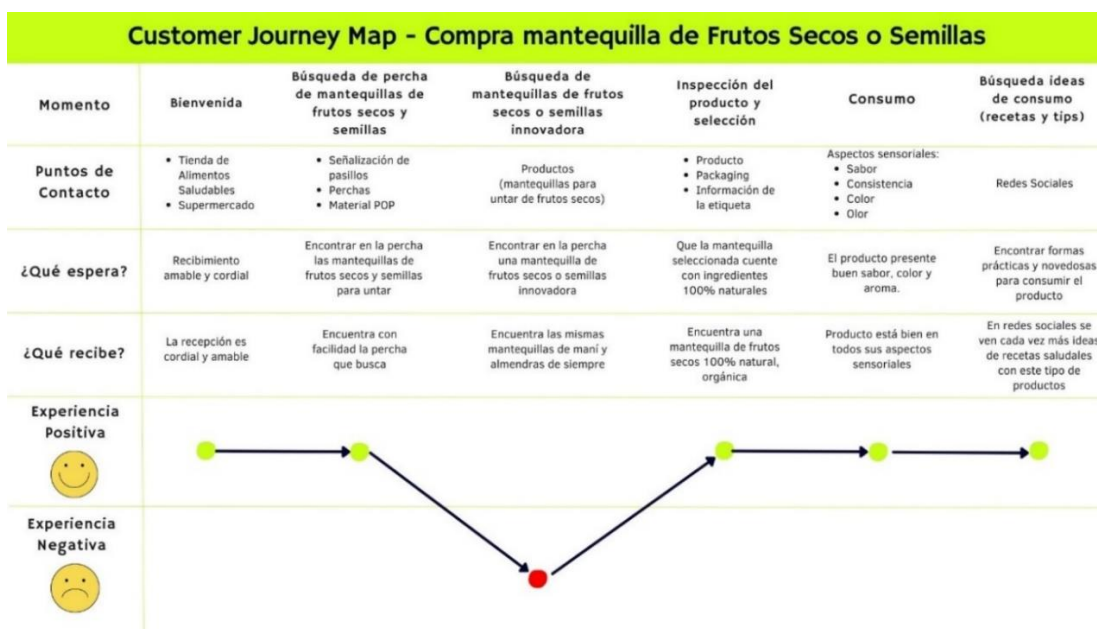 Customer Journey Map - Compra mantequilla de Frutos Secos o Semillas
Momento
Bienvenida
Búsqueda de percha
de mantequillas de
frutos secos y
semillas
Búsqueda de
mantequillas de frutos
secos o semillas
innovadora
Inspección del
producto y
selección
Consumo
Búsqueda ideas
de consumo
(recetas y tips)
Puntos de
Contacto
• Tienda de
Alimentos
Saludables
• Supermercado
• Señalización de
pasillos
• Perchas
• Material POP
Productos
(mantequillas para
untar de frutos secos)
• Producto
• Packaging
• Información de
la etiqueta
Aspectos sensoriales:
• Sabor
• Consistencia
• Color
• Olor
Redes Sociales
¿Qué espera?
Recibimiento
amable y cordial
Encontrar en la percha
las mantequillas de
frutos secos y semillas
para untar
Encontrar en la percha
una mantequilla de
frutos secos o semillas
innovadora
Que la mantequilla
seleccionada cuente
con ingredientes
100% naturales
El producto presente
buen sabor, color y
aroma.
Encontrar formas
prácticas y novedosas
para consumir el
producto
¿Qué recibe?
La recepción es
cordial y amable
Encuentra con
facilidad la percha
que busca
Encuentra las mismas
mantequillas de maní y
almendras de siempre
Encuentra una
mantequilla de frutos
secos 100% natural,
orgánica
Producto está bien en
todos sus aspectos
sensoriales
En redes sociales se
ven cada vez más ideas
de recetas saludales
con este tipo de
productos
Experiencia
Positiva
Experiencia
Negativa